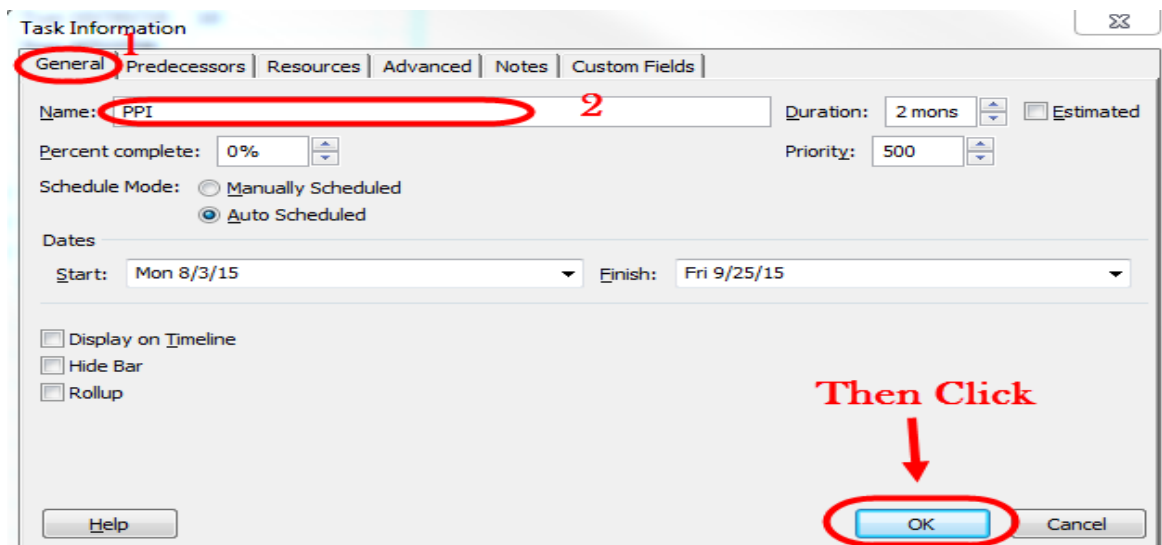 Task Information
1
General Predecessors Resources Advanced Notes Custom Fields
Name: PPI 2 Duration: 2 mons Estimated
Percent complete: 0% Priority: 500
Schedule Mode: Manually Scheduled
Auto Scheduled
Dates
Start: Mon 8/3/15 Finish: Fri 9/25/15
Display on Timeline
Hide Bar
Rollup
Then Click
Help OK Cancel